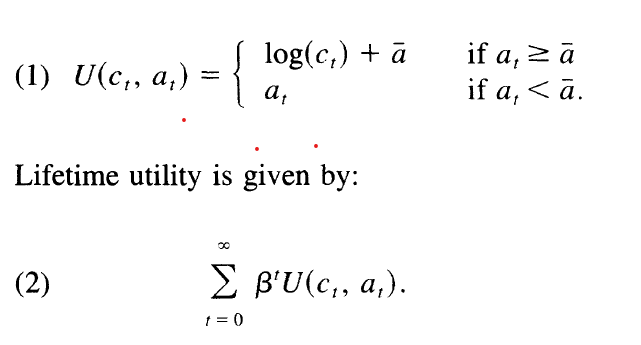 (1) U(c_t, a_t) = { log(c_t) + ā if a_t ≥ ā
a_t if a_t < ā.
Lifetime utility is given by:
∞
(2) Σ β^t U(c_t, a_t).
t = 0